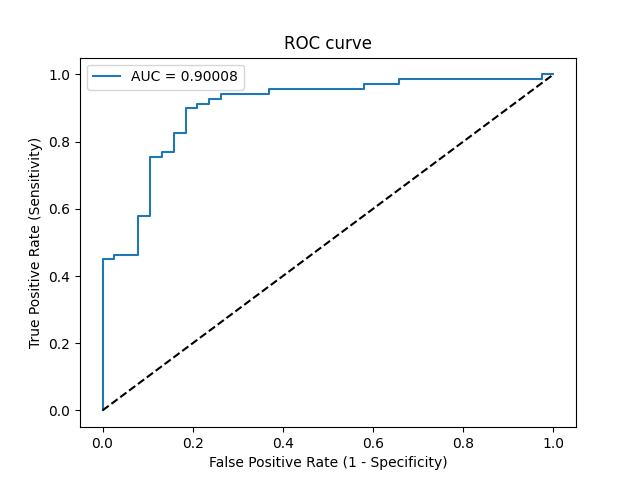 ROC curve
AUC = 0.90008
1.0
0.8
0.6
0.4
0.2
0.0
True Positive Rate (Sensitivity)
0.0 0.2 0.4 0.6 0.8 1.0
False Positive Rate (1 - Specificity)